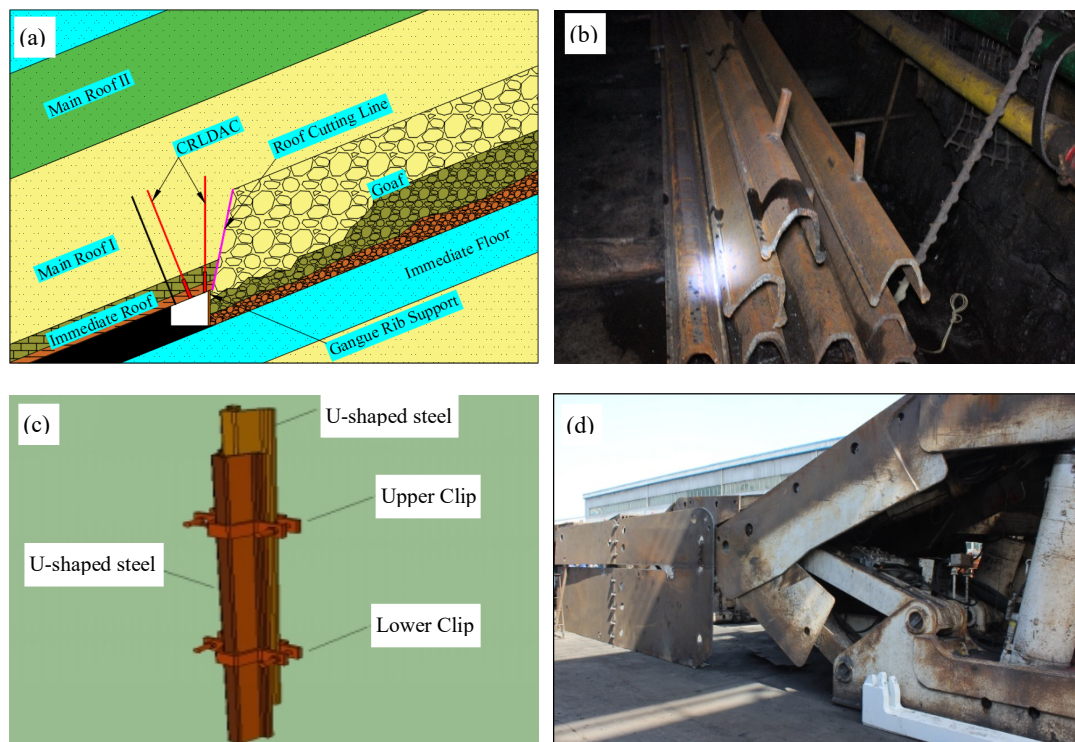 (a)
Main Roof II
CRLDAC
Roof Cutting Line
Goaf
Main Roof I
Immediate Roof
Immediate Floor
Gangue Rib Support
(b)
(c)
U-shaped steel
Upper Clip
U-shaped steel
Lower Clip
(d)